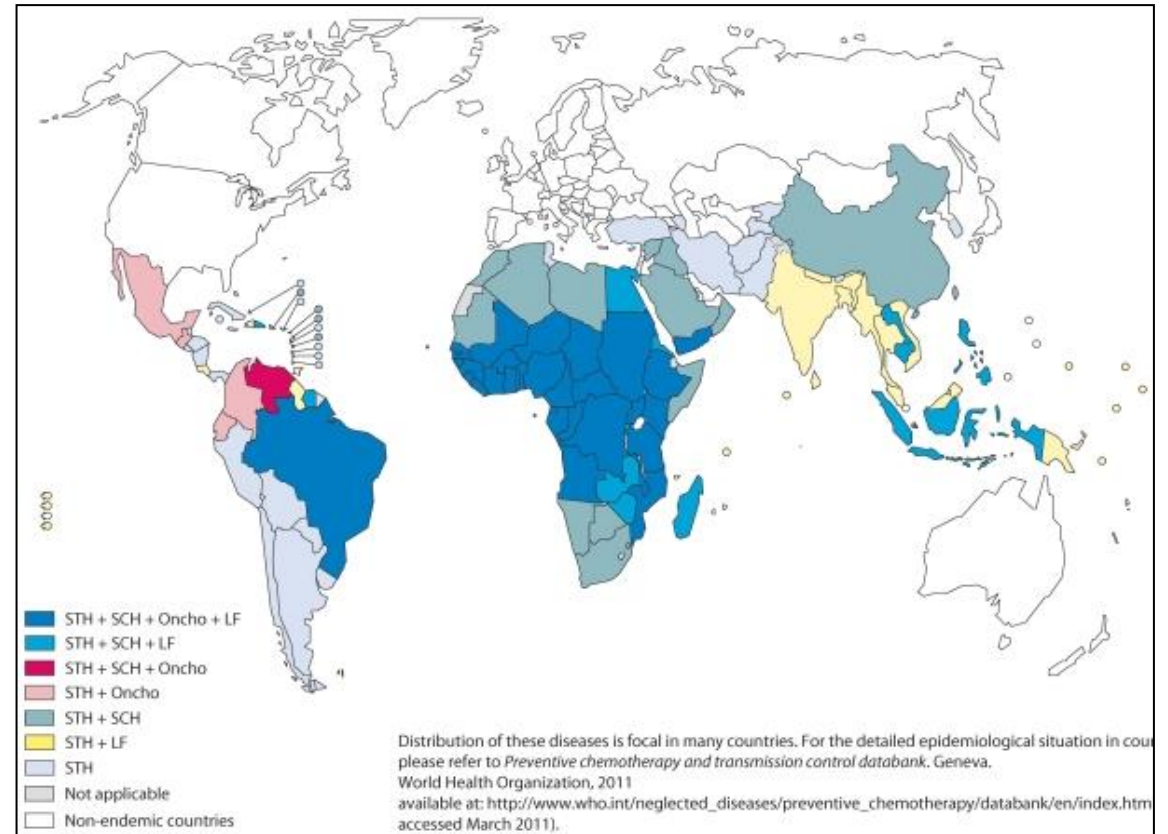 STH + SCH + Oncho + LF
STH + SCH + LF
STH + SCH + Oncho
STH + Oncho
STH + SCH
STH + LF
STH
Not applicable
Non-endemic countries
Distribution of these diseases is focal in many countries. For the detailed epidemiological situation in cou
please refer to Preventive chemotherapy and transmission control databank. Geneva.
World Health Organization, 2011
available at: http://www.who.int/neglected_diseases/preventive_chemotherapy/databank/en/index.htm
accessed March 2011).